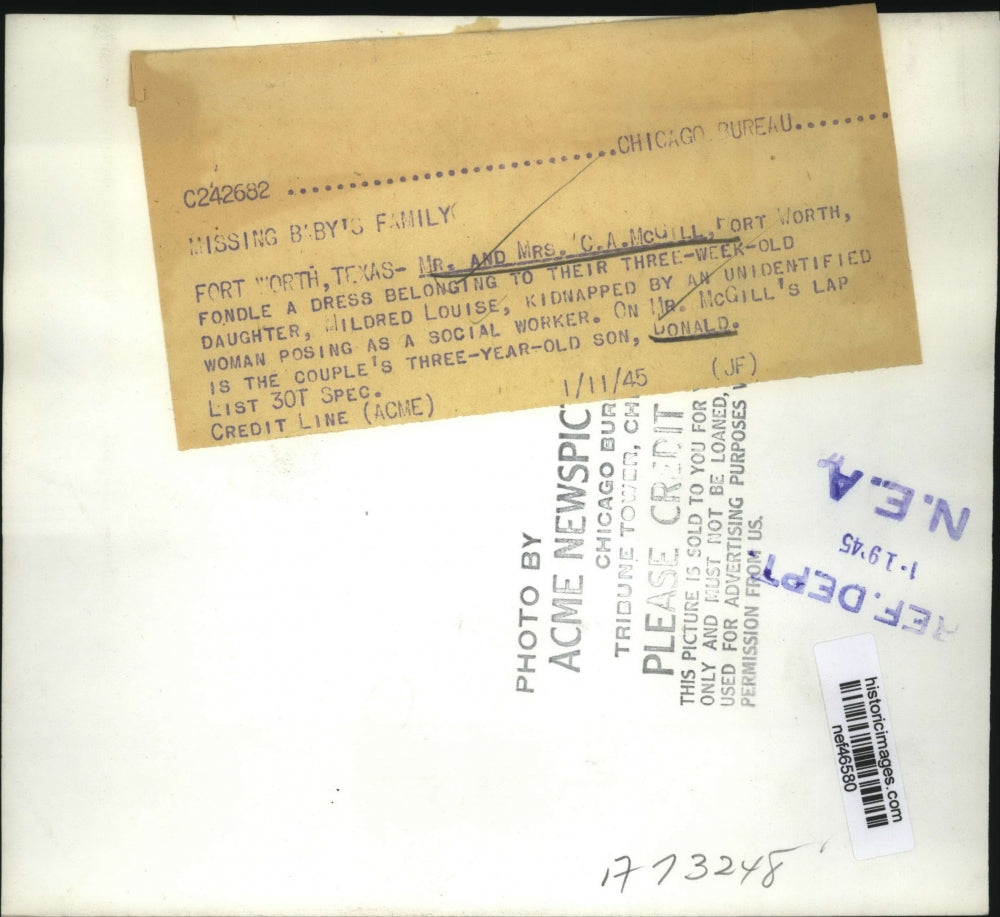 C242682 ..............................CHICAGO BUREAU.........
MISSING BABY'S FAMILY
FORT WORTH, TEXAS- MR. AND MRS. C.A.MCGILL, FORT WORTH,
FONDLE A DRESS BELONGING TO THEIR THREE-WEEK-OLD
DAUGHTER, MILDRED LOUISE, KIDNAPPED BY AN UNIDENTIFIED
WOMAN POSING AS A SOCIAL WORKER. ON MR. MCGILL'S LAP
IS THE COUPLE'S THREE-YEAR-OLD SON, DONALD.
LIST 30T SPEC.
CREDIT LINE (ACME) 1/11/45 (JF)
PHOTO BY
ACME NEWSPIC
CHICAGO BUR
TRIBUNE TOWER, CHI
PLEASE CREDIT
THIS PICTURE IS SOLD TO YOU FOR
ONLY AND MUST NOT BE LOANED,
USED FOR ADVERTISING PURPOSES W
PERMISSION FROM US.
N.E.A
1-19'45
REF. DEPT
historicimages.com
nef46580
A73248